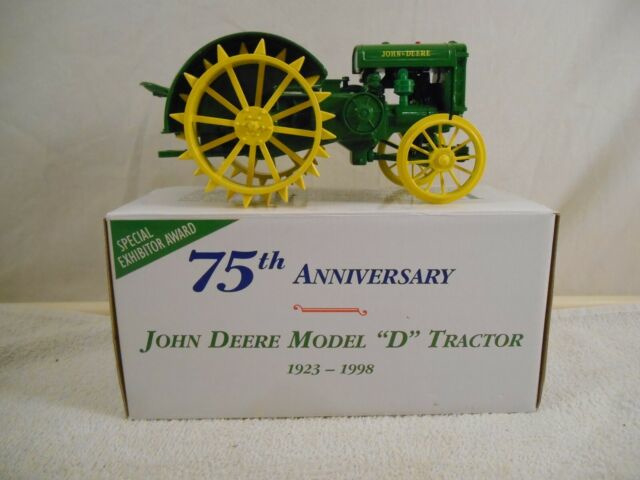 JOHN DEERE
SPECIAL
EXHIBITOR AWARD
75th ANNIVERSARY
JOHN DEERE MODEL "D" TRACTOR
1923 – 1998